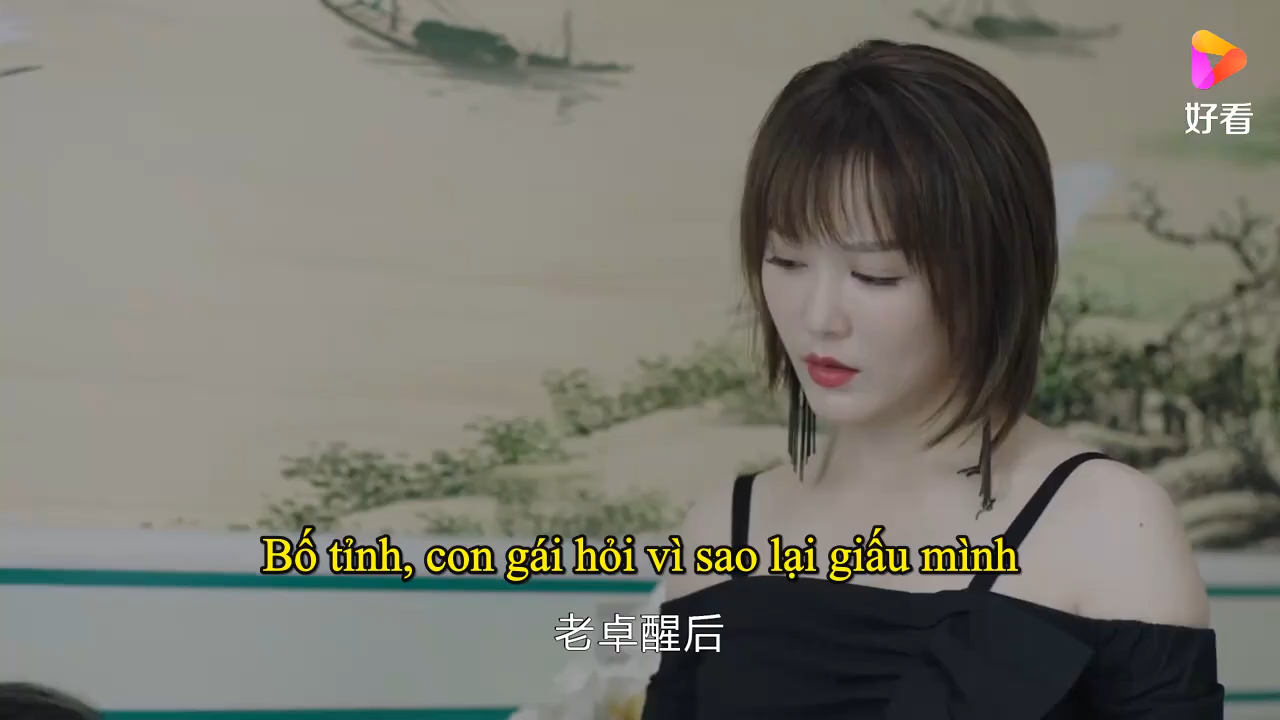 好看
Bố tỉnh, con gái hỏi vì sao lại giấu mình
老卓醒后